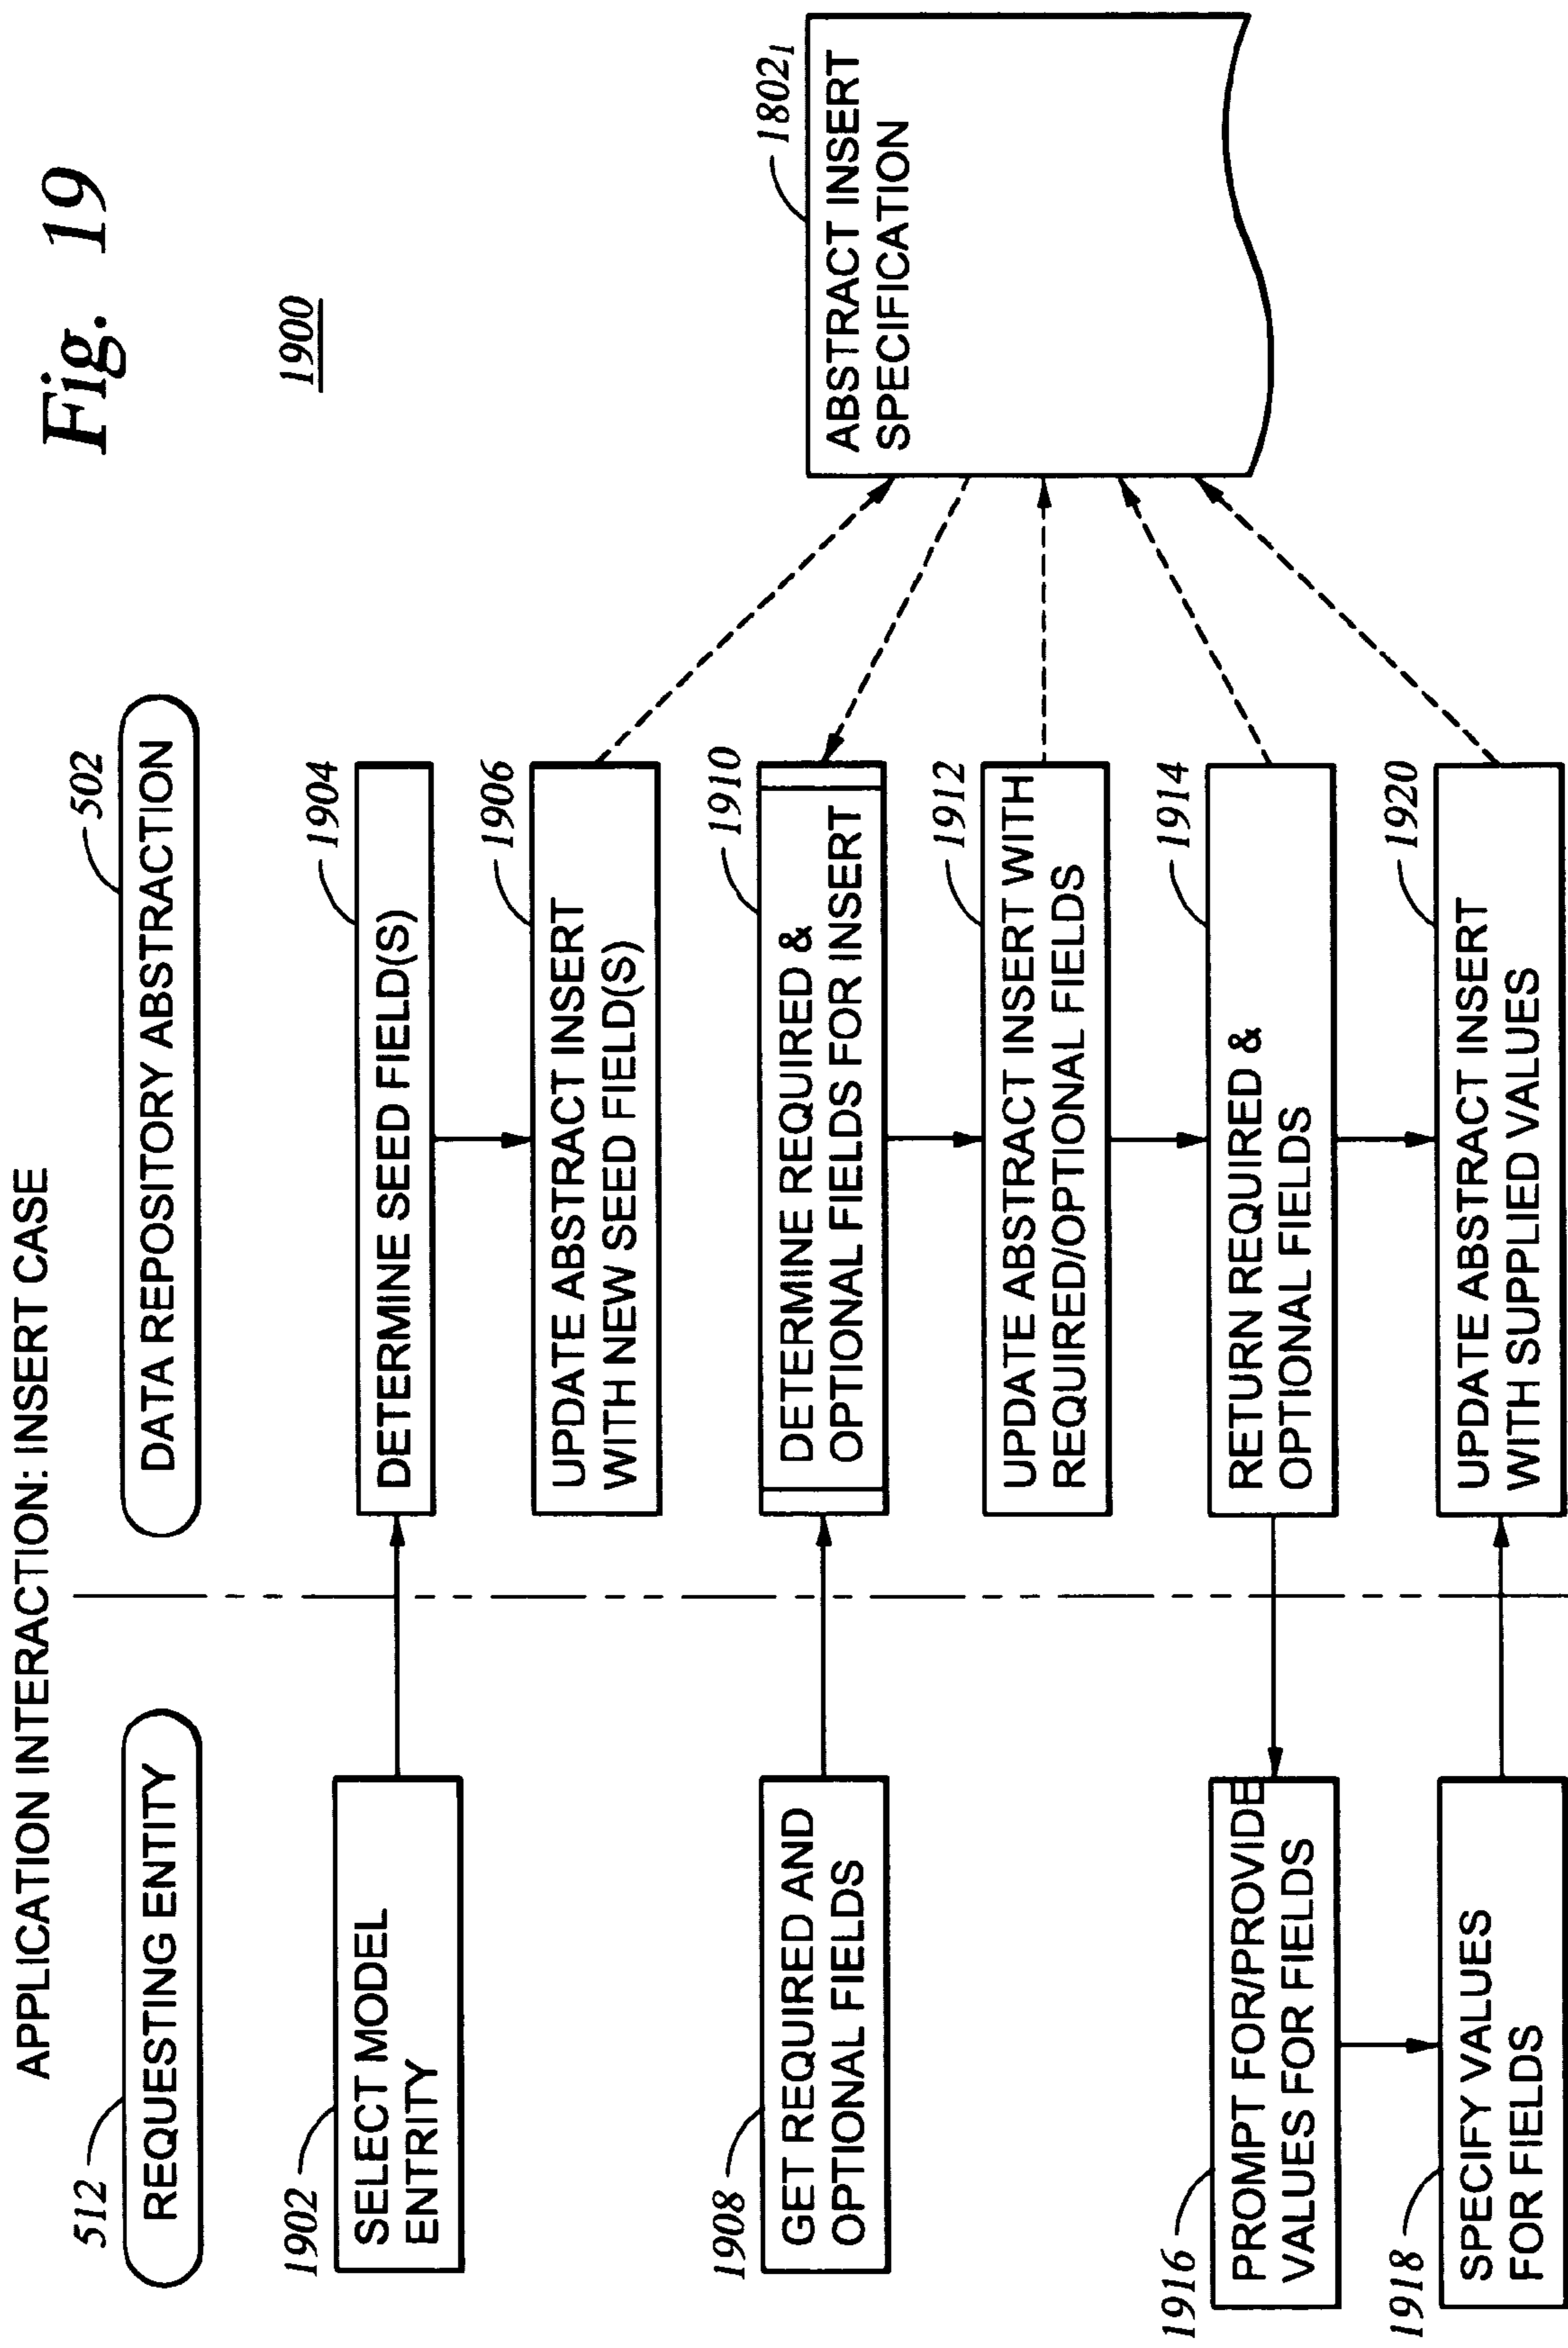 APPLICATION INTERACTION: INSERT CASE
Fig. 19
1900
512
REQUESTING ENTITY
502
DATA REPOSITORY ABSTRACTION
1902
SELECT MODEL
ENTRITY
1904
DETERMINE SEED FIELD(S)
1906
UPDATE ABSTRACT INSERT
WITH NEW SEED FIELD(S)
1802₁
ABSTRACT INSERT
SPECIFICATION
1908
GET REQUIRED AND
OPTIONAL FIELDS
1910
DETERMINE REQUIRED &
OPTIONAL FIELDS FOR INSERT
1912
UPDATE ABSTRACT INSERT WITH
REQUIRED/OPTIONAL FIELDS
1914
RETURN REQUIRED &
OPTIONAL FIELDS
1916
PROMPT FOR/PROVIDE
VALUES FOR FIELDS
1918
SPECIFY VALUES
FOR FIELDS
1920
UPDATE ABSTRACT INSERT
WITH SUPPLIED VALUES